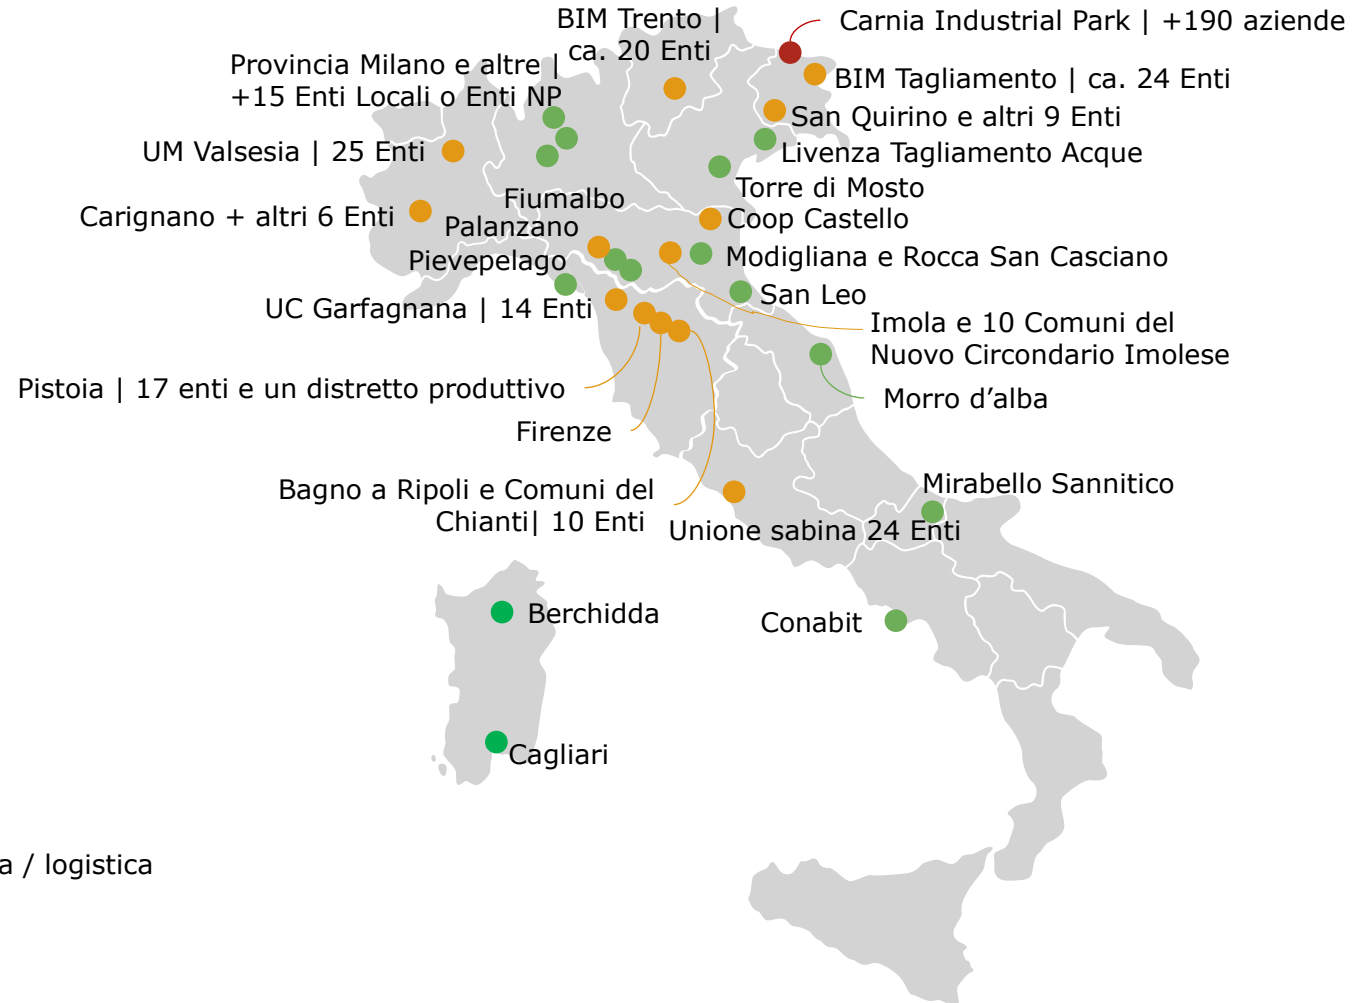 BIM Trento |
ca. 20 Enti
Carnia Industrial Park | +190 aziende
Provincia Milano e altre |
+15 Enti Locali o Enti NP
BIM Tagliamento | ca. 24 Enti
San Quirino e altri 9 Enti
UM Valsesia | 25 Enti
Livenza Tagliamento Acque
Torre di Mosto
Fiumalbo
Carignano + altri 6 Enti
Palanzano
Coop Castello
Pievepelago
Modigliana e Rocca San Casciano
San Leo
UC Garfagnana | 14 Enti
Imola e 10 Comuni del
Nuovo Circondario Imolese
Pistoia | 17 enti e un distretto produttivo
Morro d'alba
Firenze
Bagno a Ripoli e Comuni del
Chianti| 10 Enti
Mirabello Sannitico
Unione sabina 24 Enti
Berchidda
Conabit
Cagliari
a / logistica